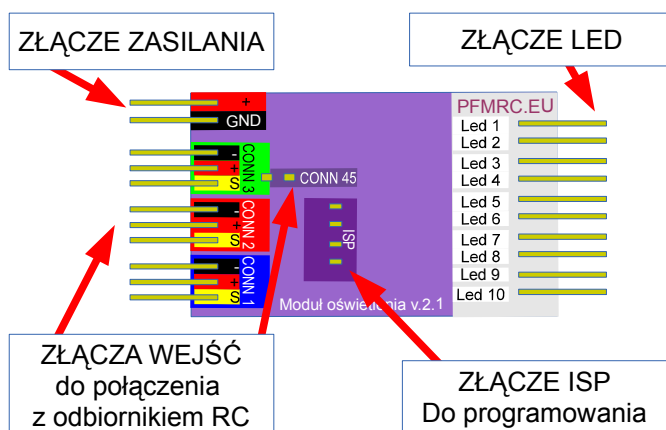 ZŁĄCZE ZASILANIA
ZŁĄCZE LED
+
GND
PFMRC.EU
Led 1
Led 2
Led 3
Led 4
Led 5
Led 6
Led 7
Led 8
Led 9
Led 10
-
+
S
CONN 3
CONN 45
-
+
S
CONN 2
ISP
-
+
S
CONN 1
Moduł oświetlenia v.2.1
ZŁĄCZA WEJŚĆ
do połączenia
z odbiornikiem RC
ZŁĄCZE ISP
Do programowania